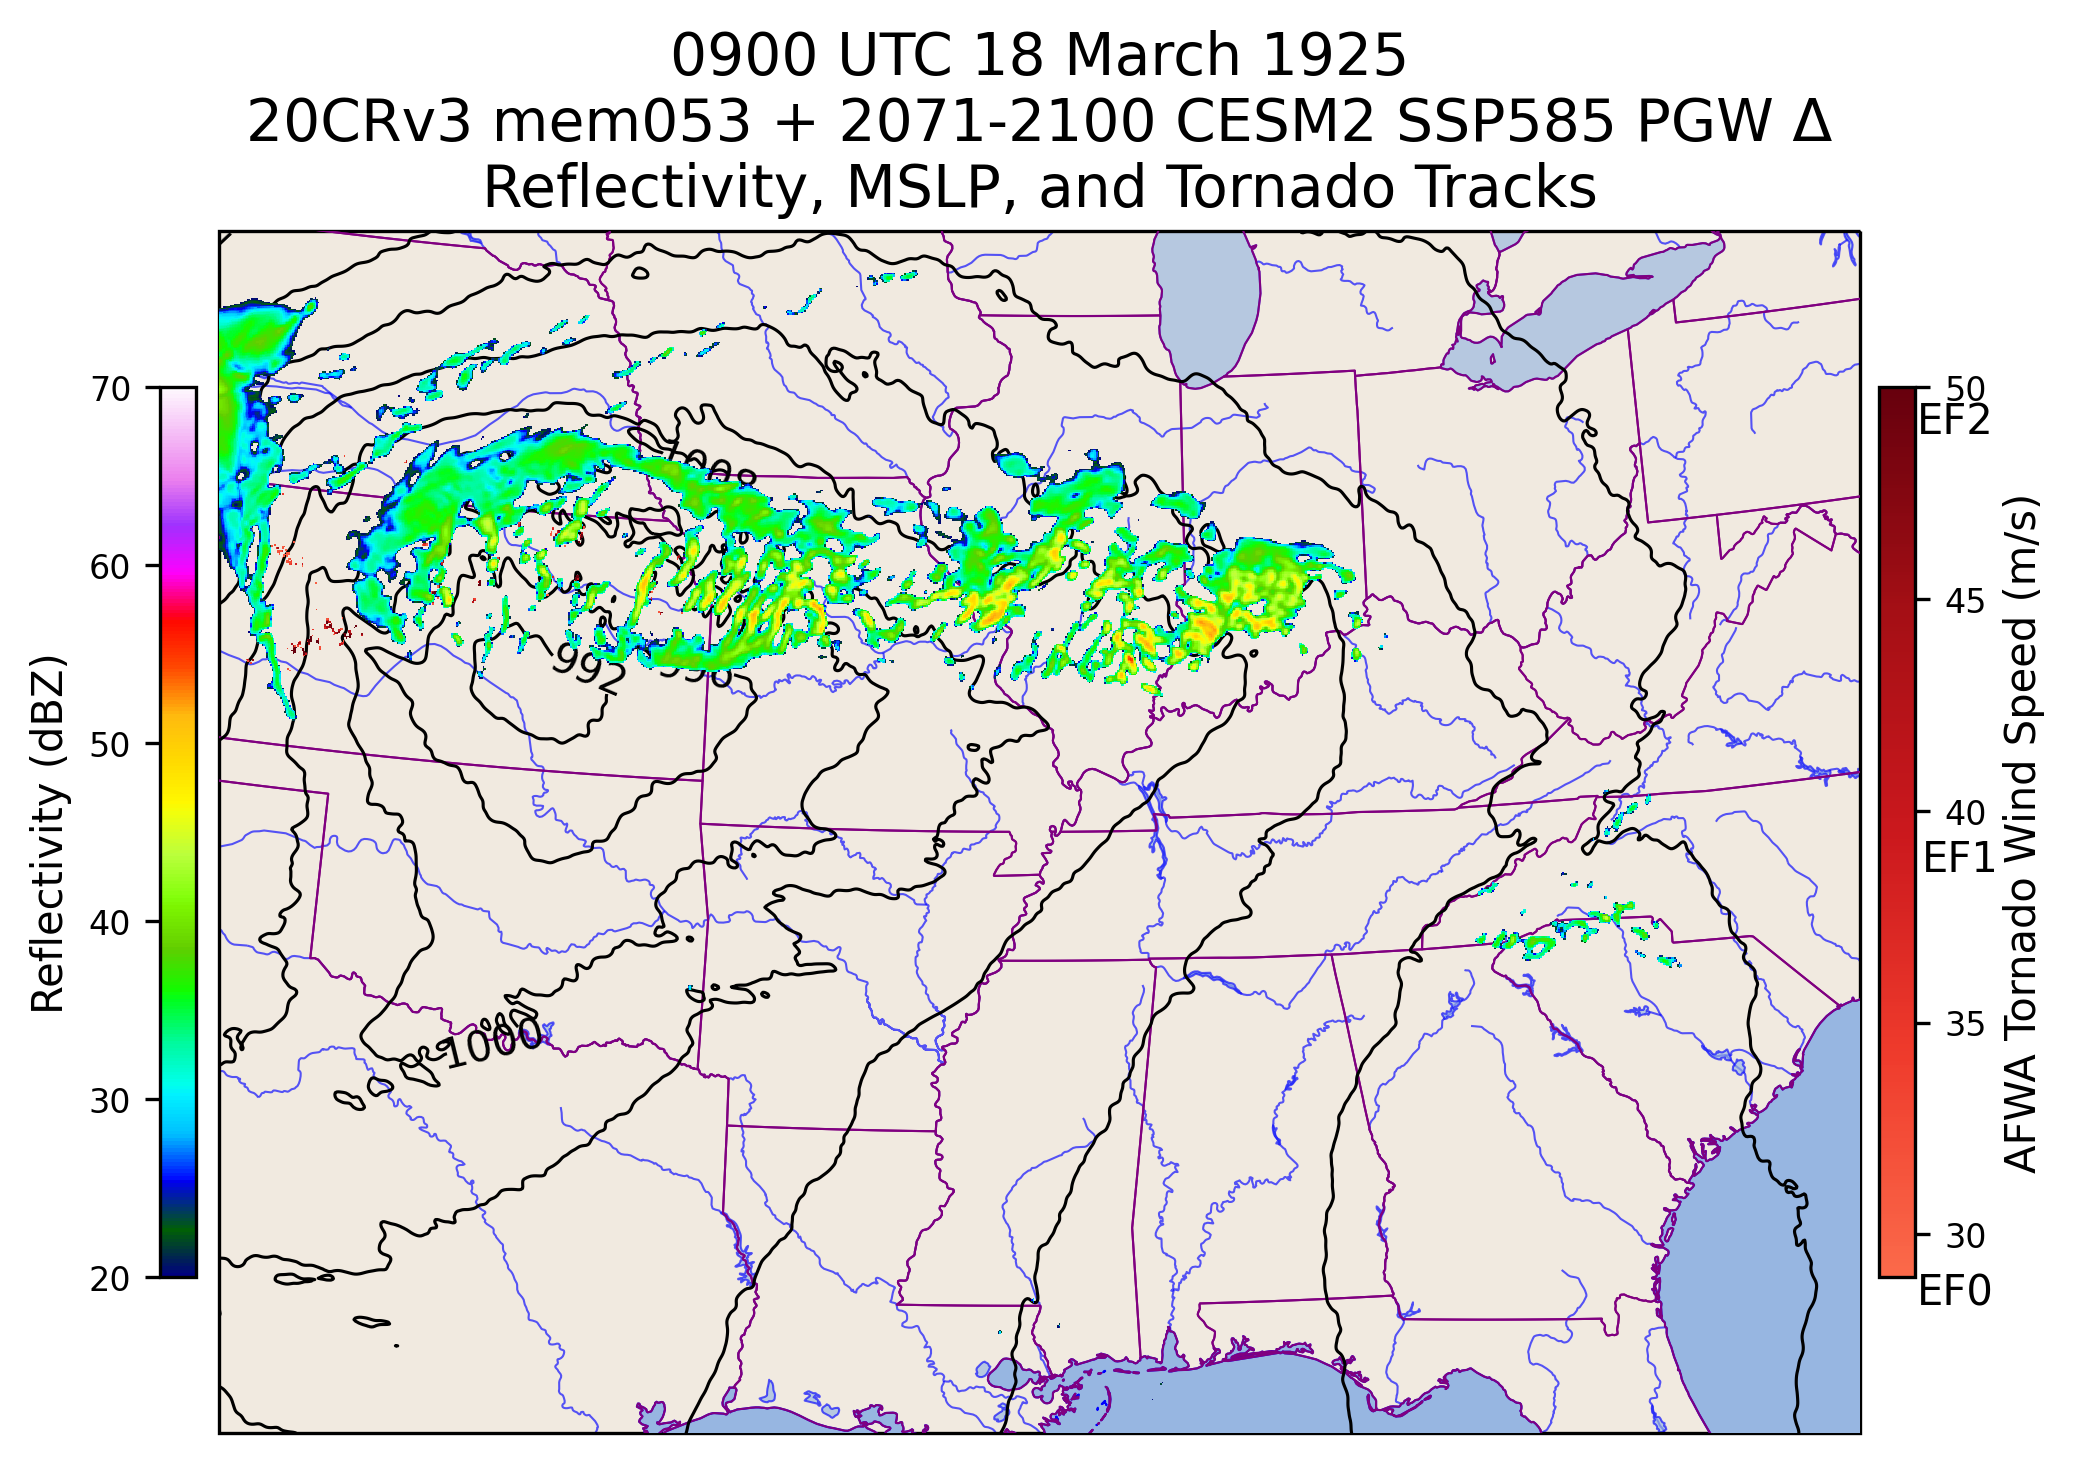 0900 UTC 18 March 1925
20CRv3 mem053 + 2071-2100 CESM2 SSP585 PGW Δ
Reflectivity, MSLP, and Tornado Tracks
Reflectivity (dBZ)
70
60
50
40
30
20
992
996
1000
AFWA Tornado Wind Speed (m/s)
50
EF2
45
40
EF1
35
30
EF0